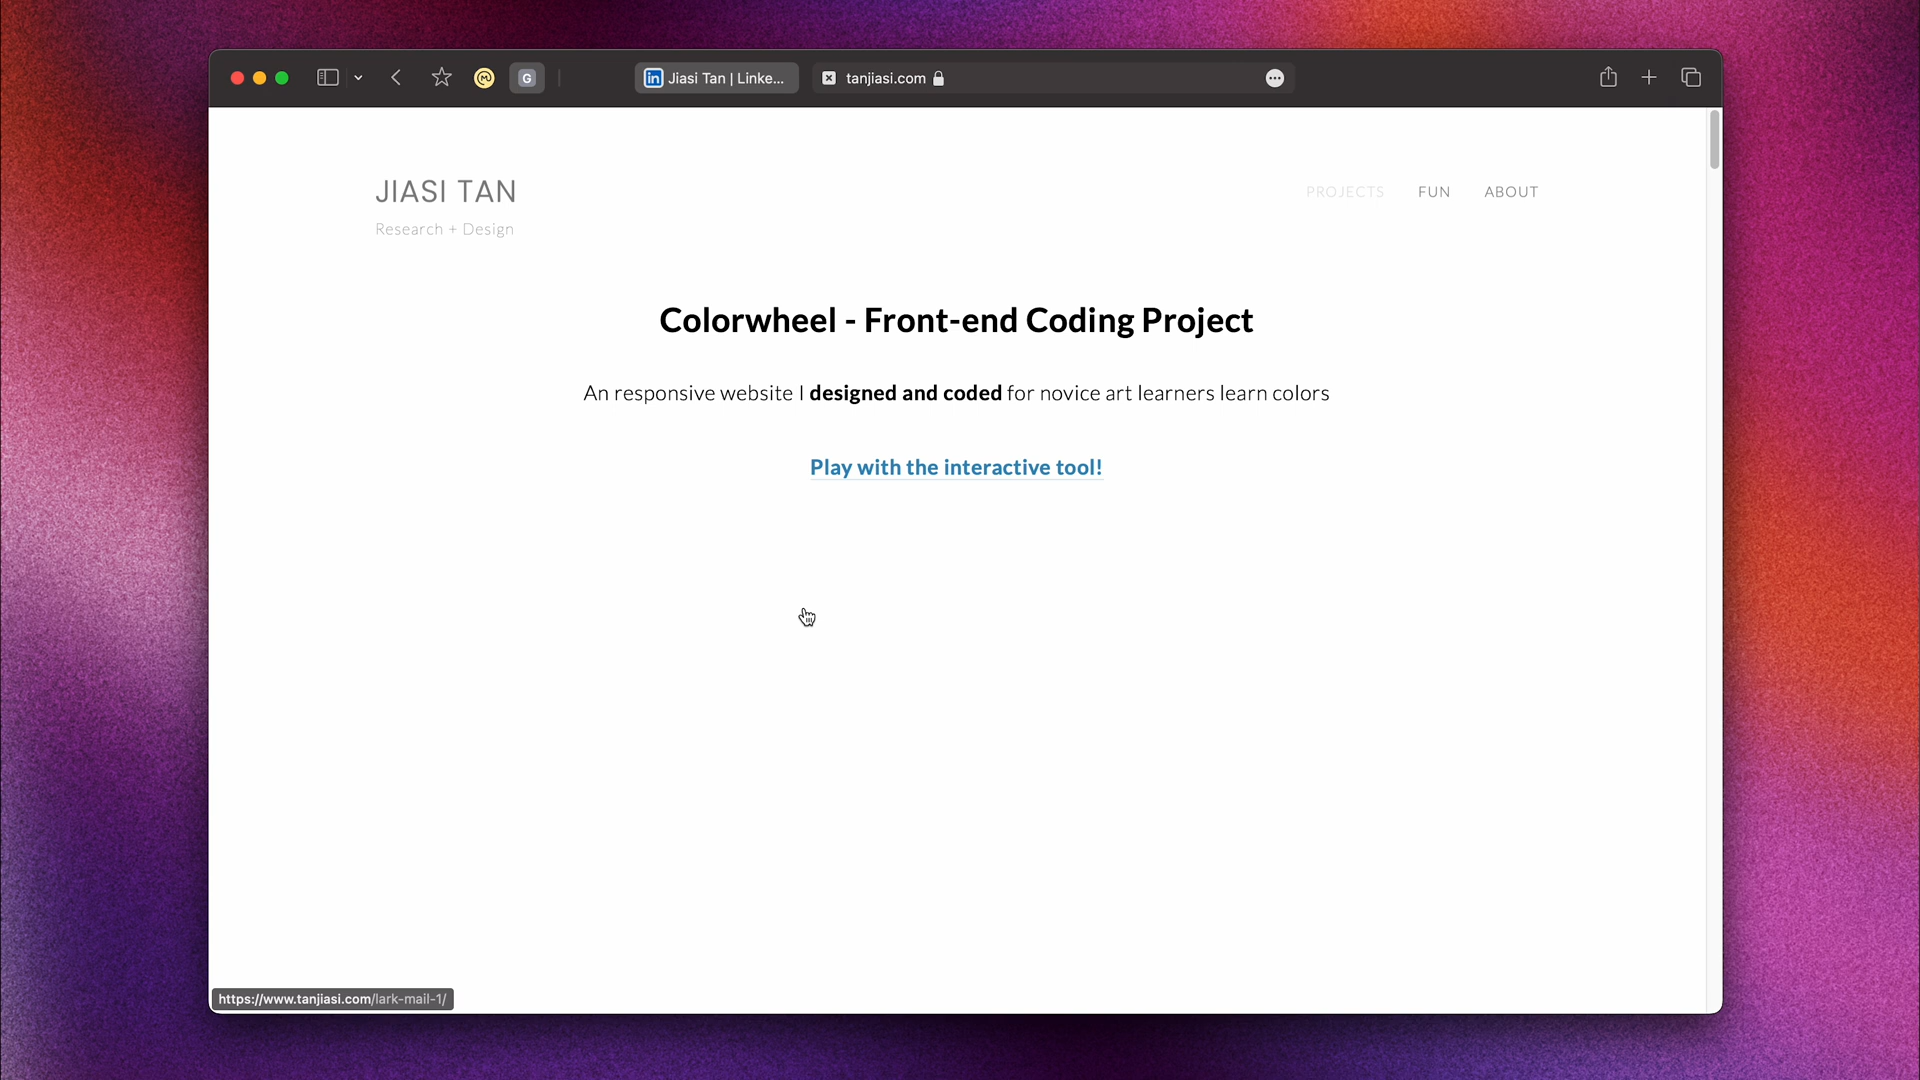 G
in Jiasi Tan | Linke...
tanjiasi.com
JIASI TAN
Research + Design
PROJECTS FUN ABOUT
Colorwheel - Front-end Coding Project
An responsive website I designed and coded for novice art learners learn colors
Play with the interactive tool!
https://www.tanjiasi.com/lark-mail-1/